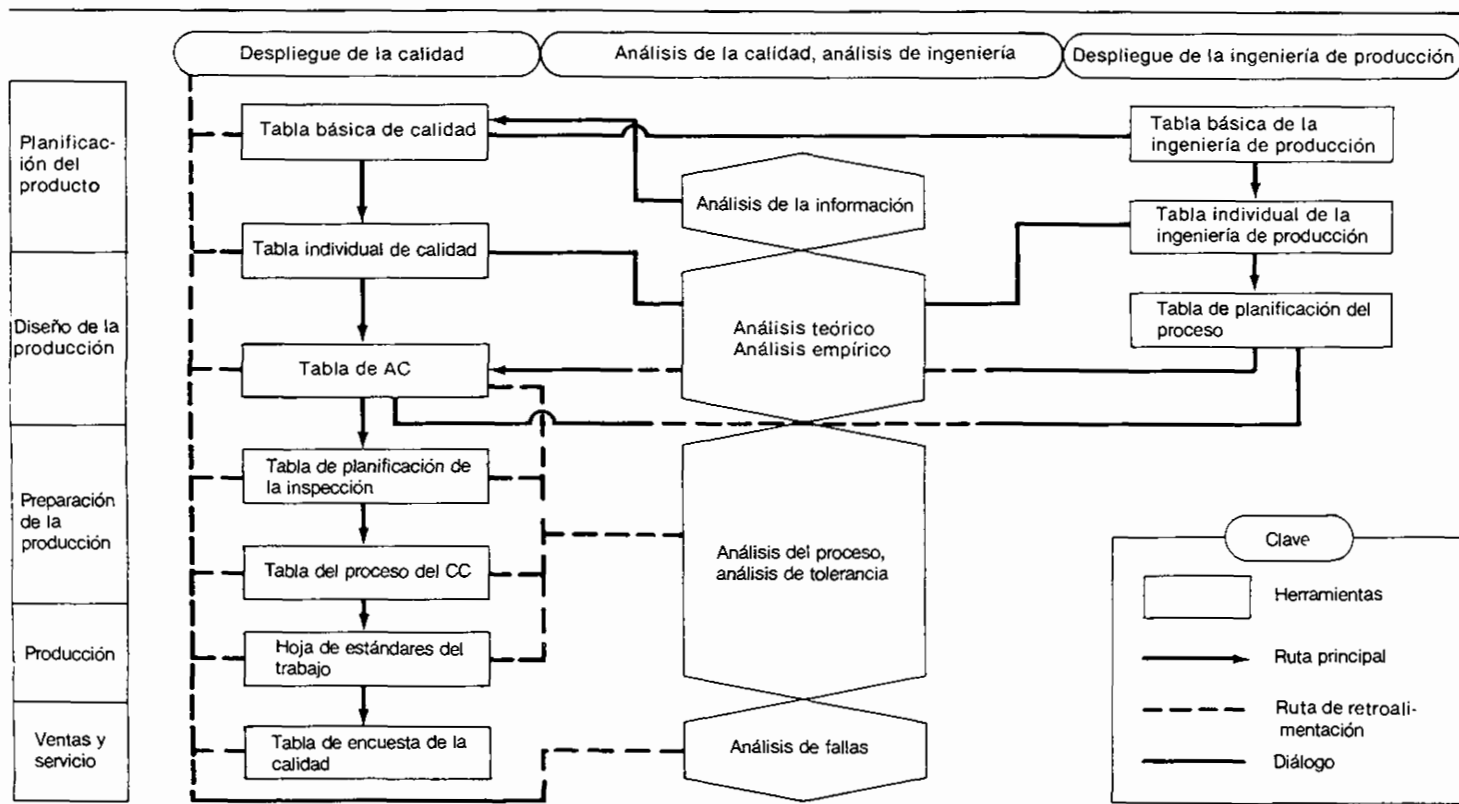 Despliegue de la calidad
Análisis de la calidad, análisis de ingeniería
Despliegue de la ingeniería de producción
Planificac-
ión del
producto
Diseño de la
producción
Preparación
de la
producción
Producción
Ventas y
servicio
Tabla básica de calidad
Tabla individual de calidad
Tabla de AC
Tabla de planificación de
la inspección
Tabla del proceso del CC
Hoja de estándares del
trabajo
Tabla de encuesta de la
calidad
Análisis de la información
Análisis teórico
Análisis empírico
Análisis del proceso,
análisis de tolerancia
Análisis de fallas
Tabla básica de la
ingeniería de producción
Tabla individual de la
ingeniería de producción
Tabla de planificación del
proceso
Clave
Herramientas
Ruta principal
Ruta de retroali-
mentación
Diálogo